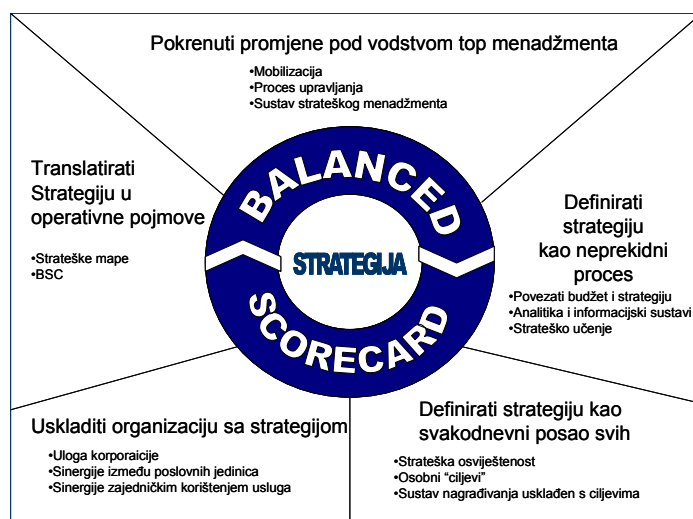 Pokrenuti promjene pod vodstvom top menadžmenta
•Mobilizacija
•Proces upravljanja
•Sustav strateškog menadžmenta
Translatirati
Strategiju u
operativne pojmove
•Strateške mape
•BSC
BALANCED
STRATEGIJA
SCORECARD
Definirati
strategiju
kao neprekidni
proces
•Povezati budžet i strategiju
•Analitika i informacijski sustavi
•Strateško učenje
Uskladiti organizaciju sa strategijom
•Uloga korporaicije
•Sinergije između poslovnih jedinica
•Sinergije zajedničkim korištenjem usluga
Definirati strategiju kao
svakodnevni posao svih
•Strateška osviještenost
•Osobni “ciljevi”
•Sustav nagrađivanja usklađen s ciljevima